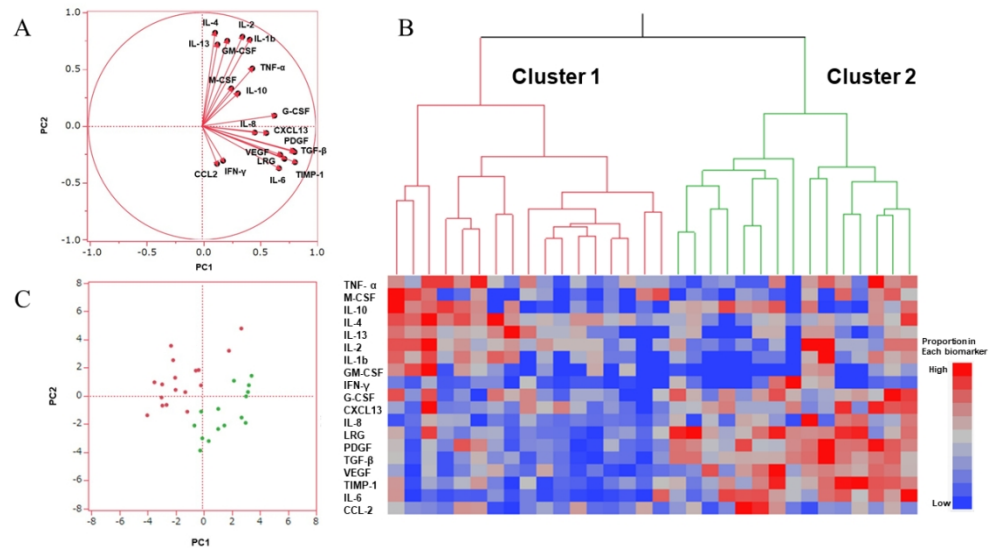 A
IL-4
IL-2
IL-13
IL-1b
GM-CSF
TNF-α
M-CSF
IL-10
G-CSF
IL-8
CXCL13
PDGF
VEGF
TGF-β
LRG
CCL2
IFN-γ
IL-6
TIMP-1
1.0
0.5
0.0
-0.5
-1.0
PC2
-1.0
-0.5
0.0
0.5
1.0
PC1
B
Cluster 1
Cluster 2
TNF- α
M-CSF
IL-10
IL-4
IL-13
IL-2
IL-1b
GM-CSF
IFN-γ
G-CSF
CXCL13
IL-8
LRG
PDGF
TGF-β
VEGF
TIMP-1
IL-6
CCL-2
Proportion in
Each biomarker
High
Low
C
8
6
4
2
0
-2
-4
-6
-8
PC2
-8
-6
-4
-2
0
2
4
6
8
PC1